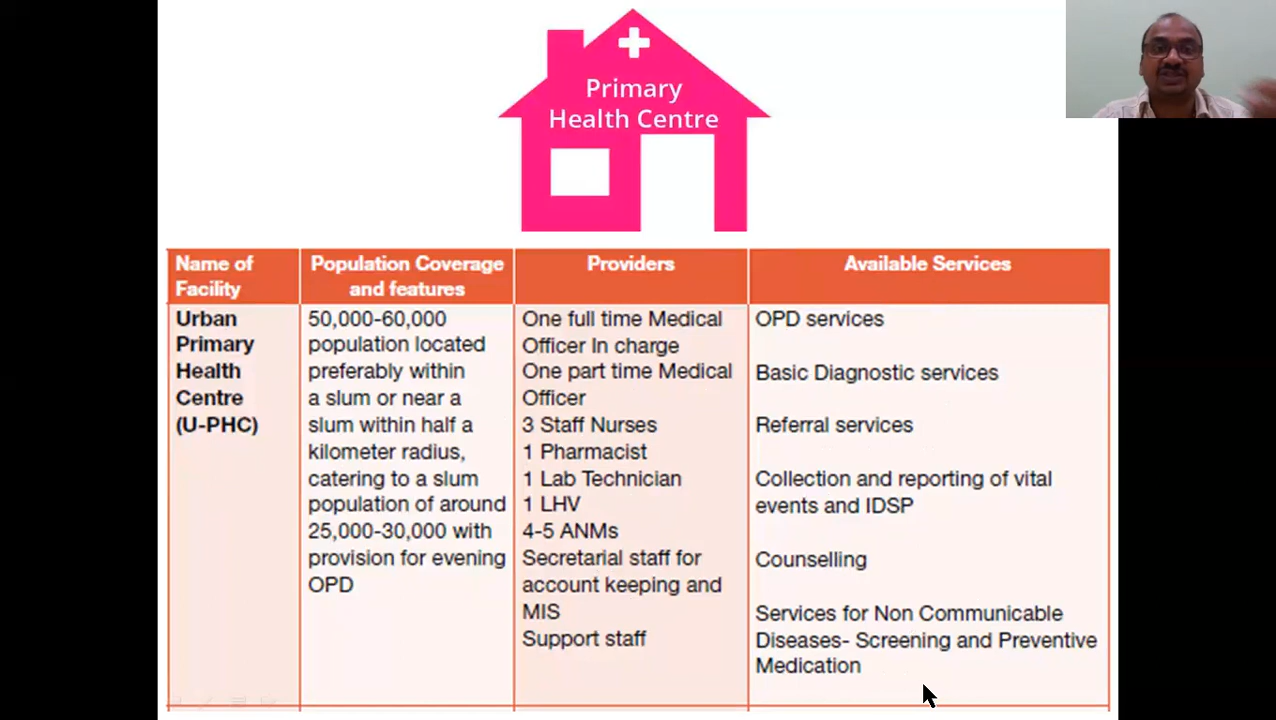 Primary
Health Centre
Name of
Facility
Population Coverage
and features
Providers
Available Services
Urban
Primary
Health
Centre
(U-PHC)
50,000-60,000
population located
preferably within
a slum or near a
slum within half a
kilometer radius,
catering to a slum
population of around
25,000-30,000 with
provision for evening
OPD
One full time Medical
Officer In charge
One part time Medical
Officer
3 Staff Nurses
1 Pharmacist
1 Lab Technician
1 LHV
4-5 ANMs
Secretarial staff for
account keeping and
MIS
Support staff
OPD services
Basic Diagnostic services
Referral services
Collection and reporting of vital
events and IDSP
Counselling
Services for Non Communicable
Diseases- Screening and Preventive
Medication